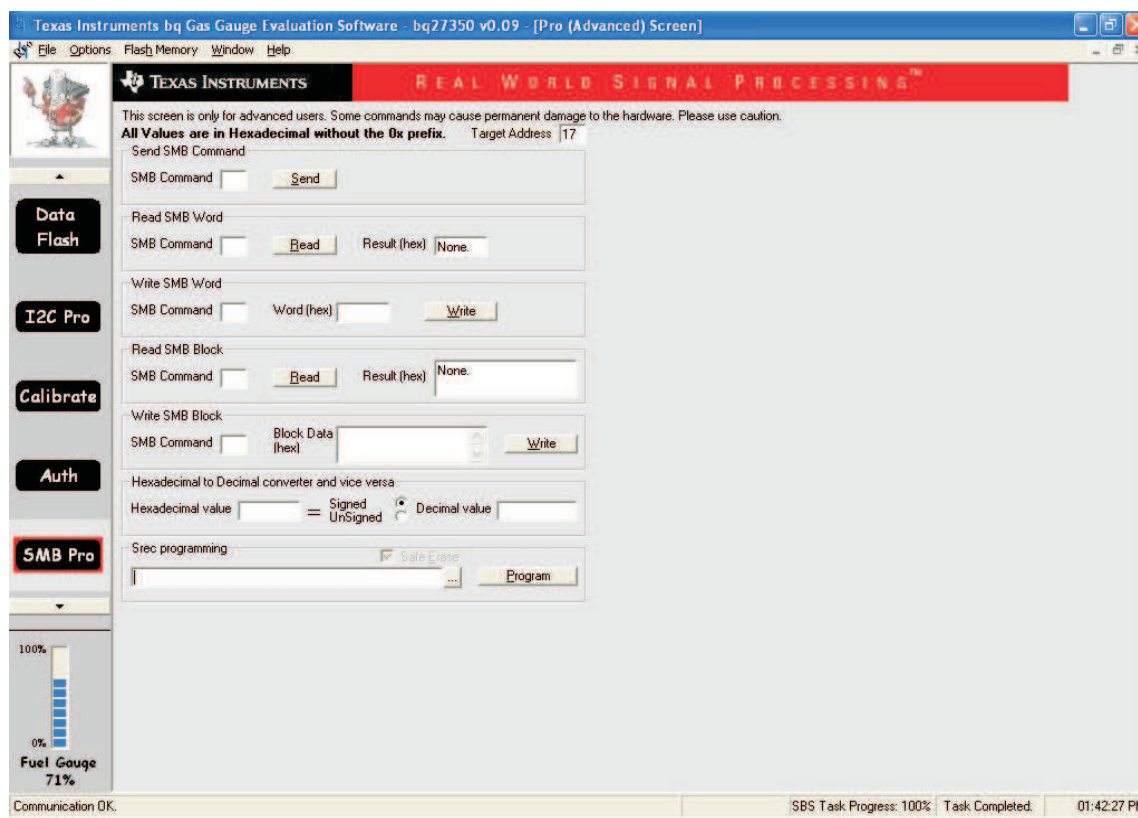 Texas Instruments bq Gas Gauge Evaluation Software - bq27350 v0.09 - [Pro (Advanced) Screen]
File Options Flash Memory Window Help
TEXAS INSTRUMENTS
REAL WORLD SIGNAL PROCESSING™
This screen is only for advanced users. Some commands may cause permanent damage to the hardware. Please use caution.
All Values are in Hexadecimal without the 0x prefix. Target Address 17
Send SMB Command
SMB Command Send
Read SMB Word
SMB Command Read Result (hex) None.
Write SMB Word
SMB Command Word (hex) Write
Read SMB Block
SMB Command Read Result (hex) None.
Write SMB Block
SMB Command Block Data (hex) Write
Hexadecimal to Decimal converter and vice versa
Hexadecimal value = Signed UnSigned Decimal value
Srec programming Safe Erase
... Program
Data Flash
I2C Pro
Calibrate
Auth
SMB Pro
100%
0%
Fuel Gauge
71%
Communication OK. SBS Task Progress: 100% Task Completed. 01:42:27